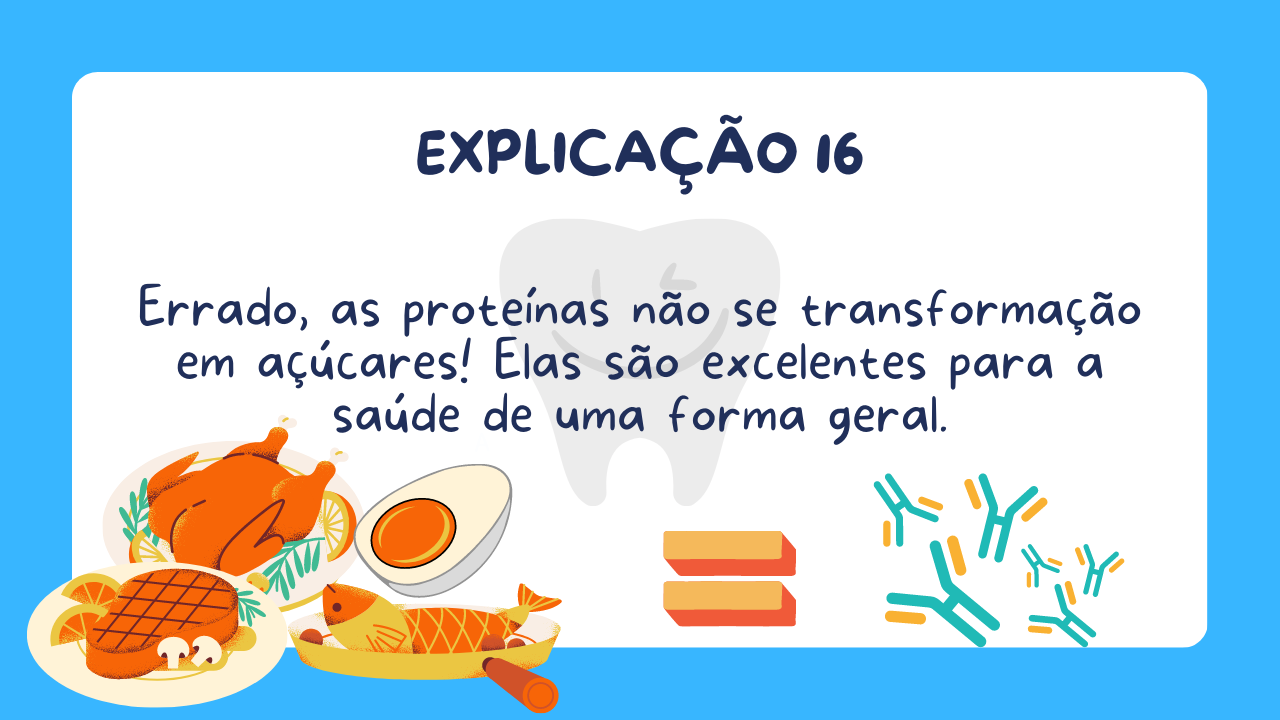 EXPLICAÇÃO 16
Errado, as proteínas não se transformação
em açúcares! Elas são excelentes para a
saúde de uma forma geral.